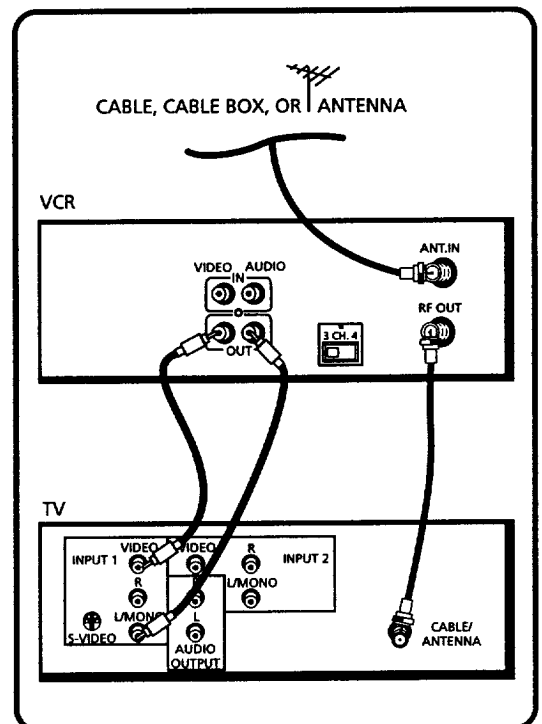 CABLE, CABLE BOX, OR ANTENNA
VCR
ANT.IN
VIDEO AUDIO
IN
RF OUT
3 CH. 4
OUT
TV
INPUT 1
VIDEO
VIDEO
R
INPUT 2
R
R
L/MONO
L/MONO
S-VIDEO
L
AUDIO
OUTPUT
CABLE/
ANTENNA